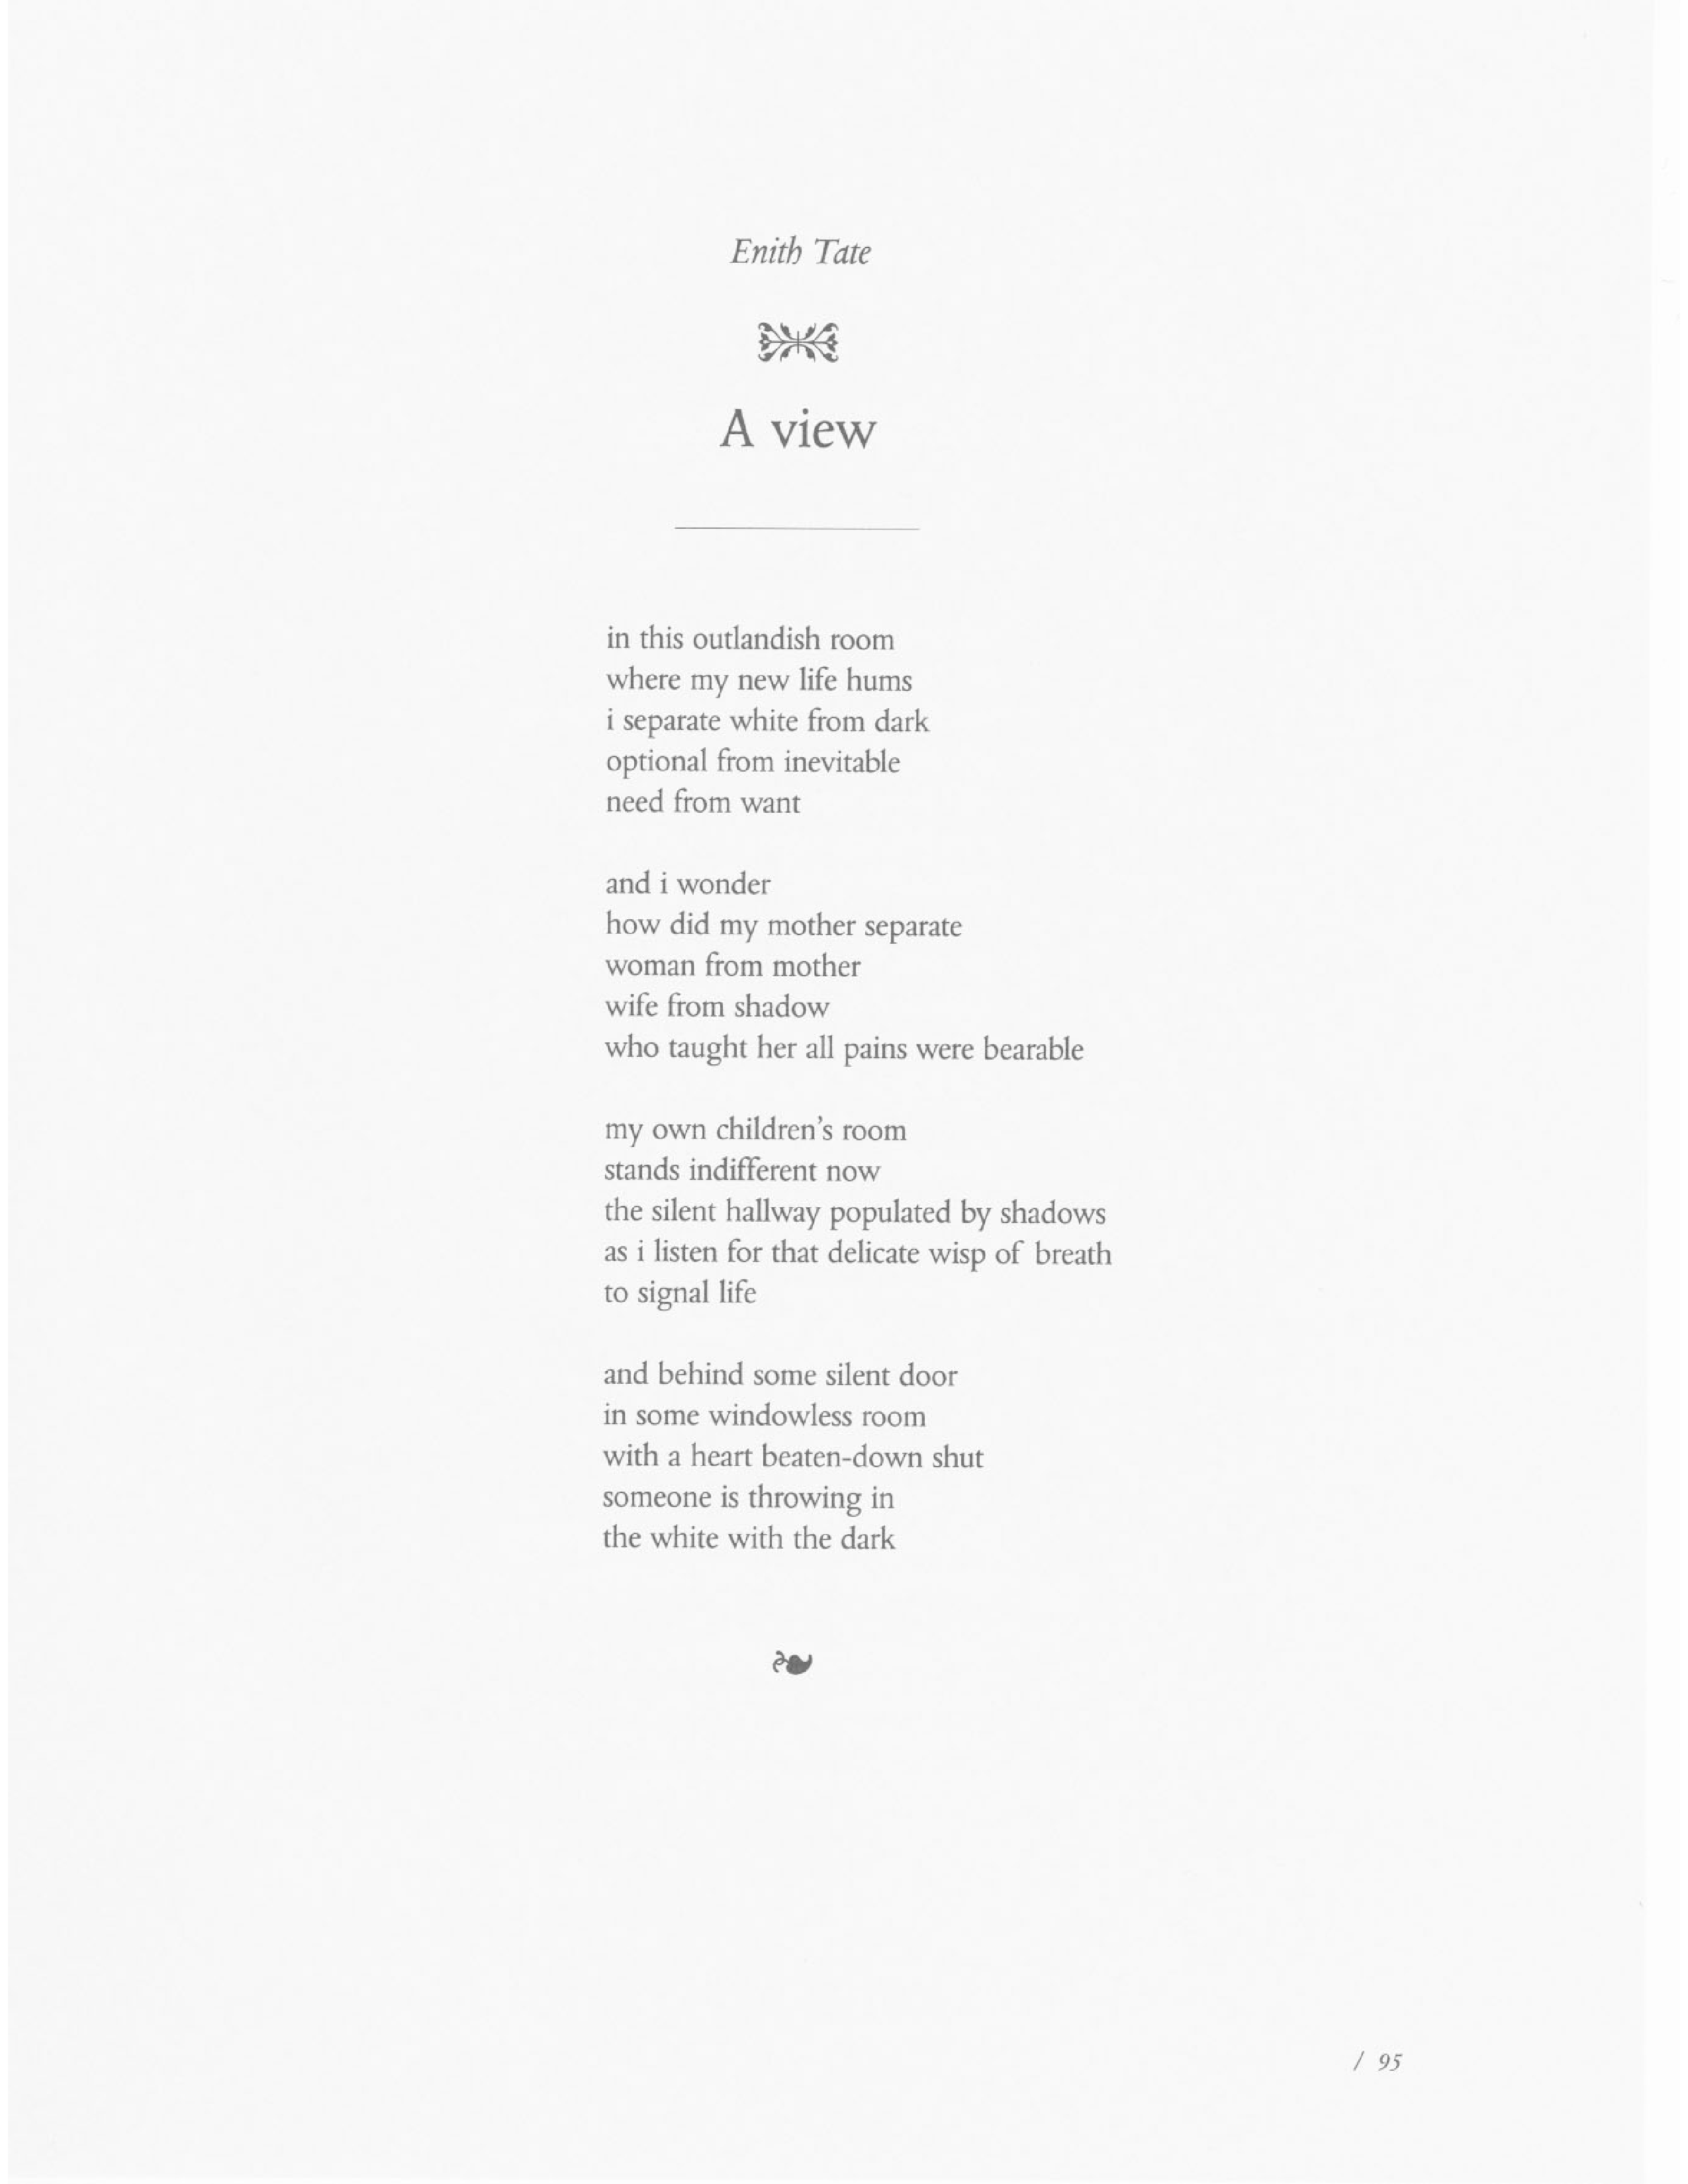 Enith Tate
A view
in this outlandish room
where my new life hums
i separate white from dark
optional from inevitable
need from want
and i wonder
how did my mother separate
woman from mother
wife from shadow
who taught her all pains were bearable
my own children's room
stands indifferent now
the silent hallway populated by shadows
as i listen for that delicate wisp of breath
to signal life
and behind some silent door
in some windowless room
with a heart beaten-down shut
someone is throwing in
the white with the dark
/ 95